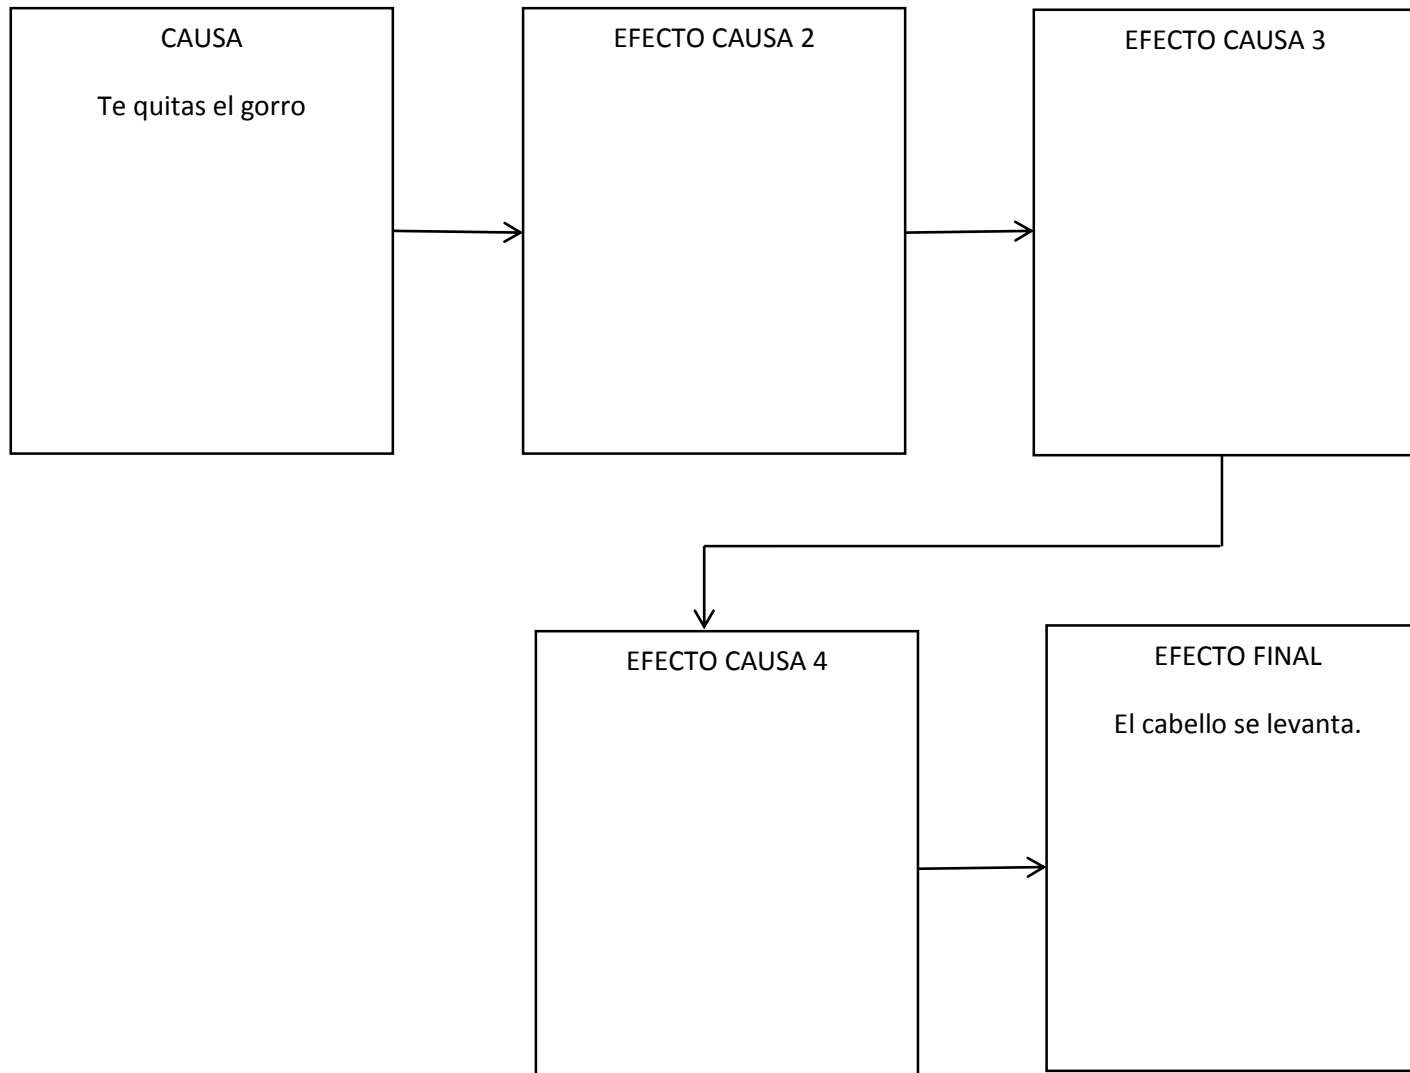 CAUSA
Te quitas el gorro
EFECTO CAUSA 2
EFECTO CAUSA 3
EFECTO CAUSA 4
EFECTO FINAL
El cabello se levanta.